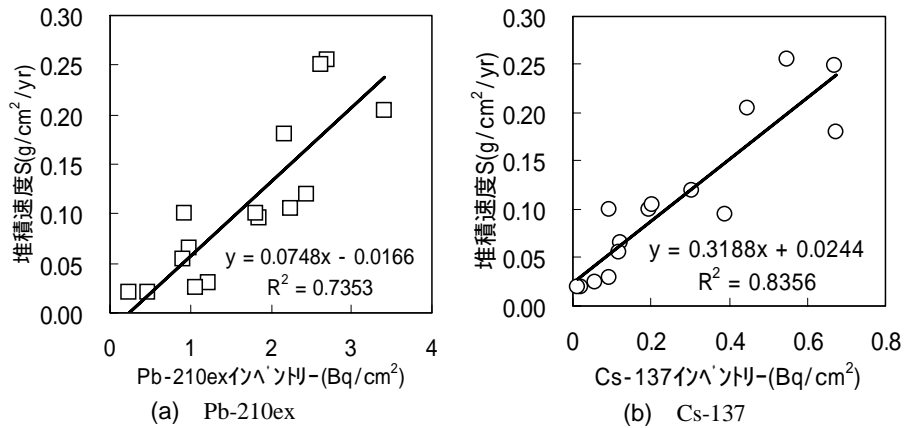 堆積速度S(g/cm²/yr)
0.30
0.25
0.20
0.15
0.10
0.05
0.00
y = 0.0748x - 0.0166
R² = 0.7353
0 1 2 3 4
Pb-210exインベントリー(Bq/cm²)
(a) Pb-210ex
堆積速度S(g/cm²/yr)
0.30
0.25
0.20
0.15
0.10
0.05
0.00
y = 0.3188x + 0.0244
R² = 0.8356
0 0.2 0.4 0.6 0.8
Cs-137インベントリー(Bq/cm²)
(b) Cs-137